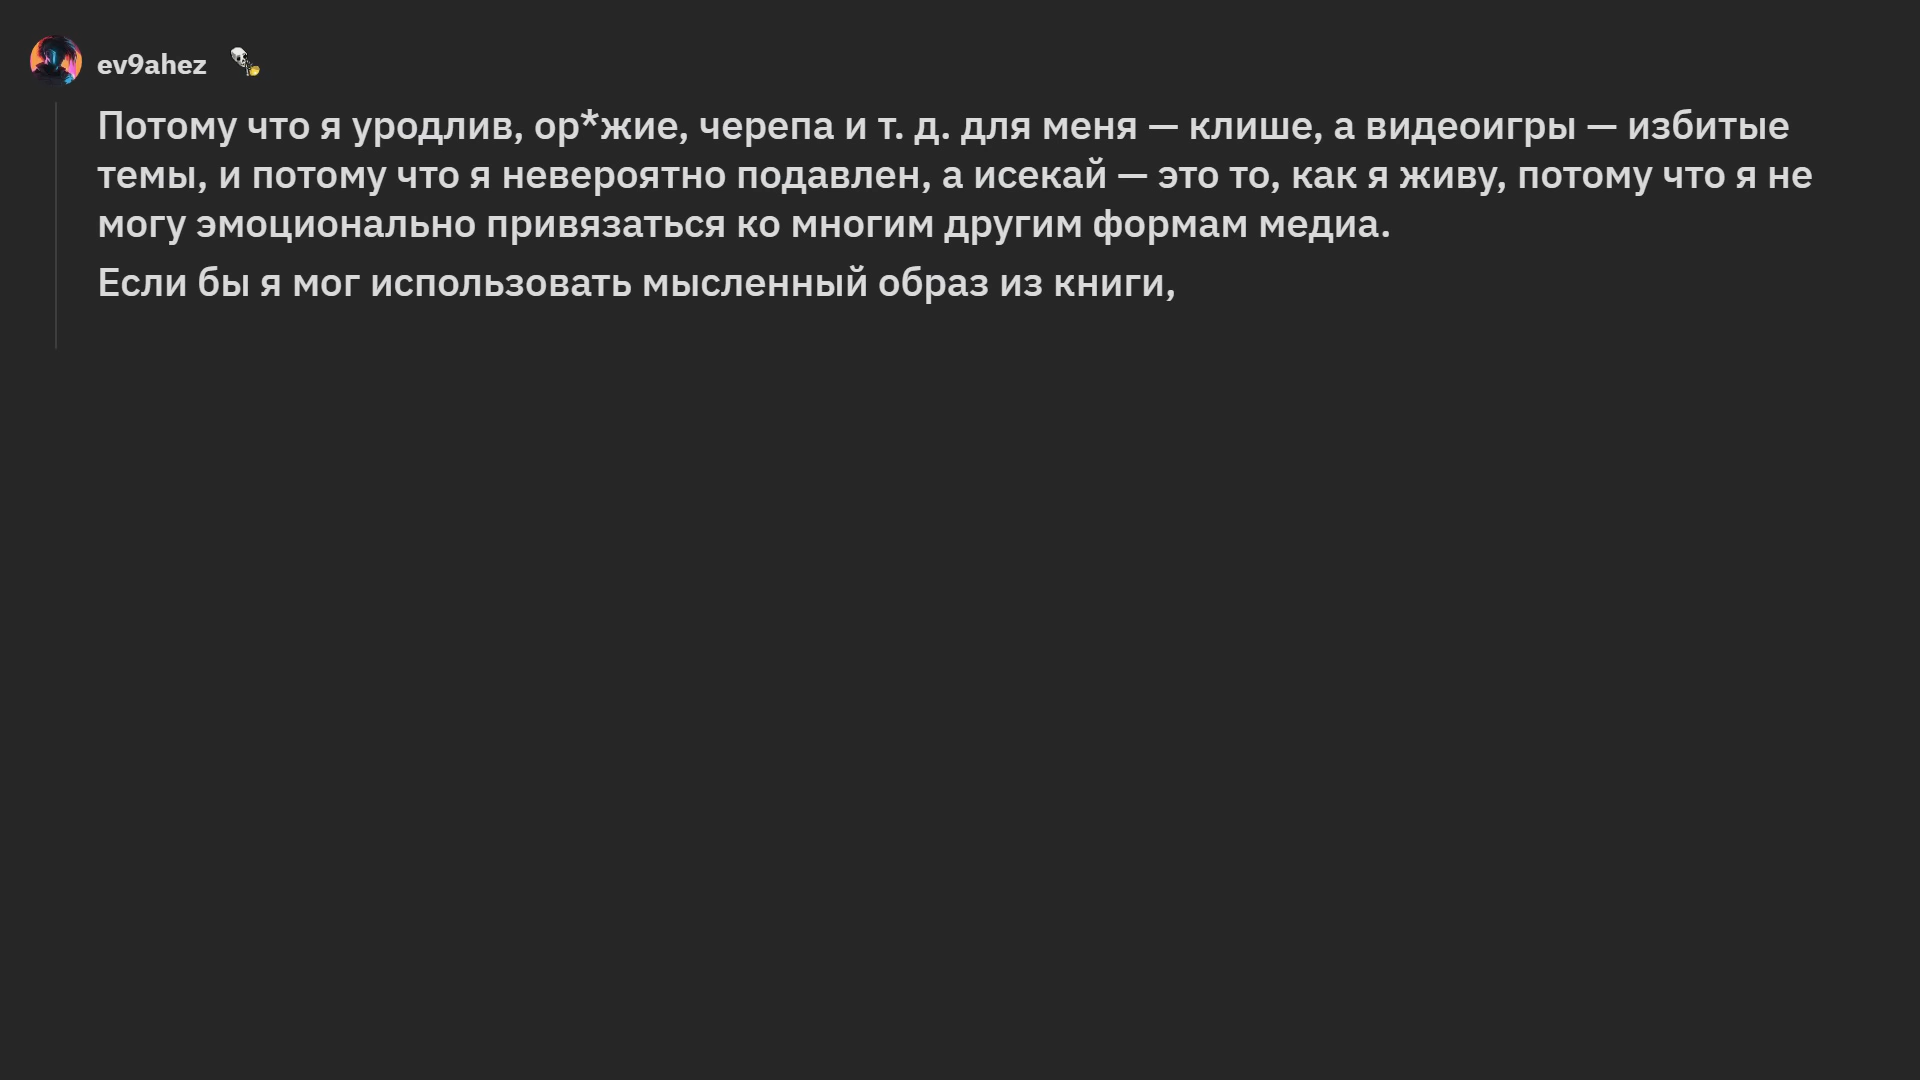 ev9ahez
Потому что я уродлив, ор*жие, черепа и т. д. для меня — клише, а видеоигры — избитые
темы, и потому что я невероятно подавлен, а исекай — это то, как я живу, потому что я не
могу эмоционально привязаться ко многим другим формам медиа.
Если бы я мог использовать мысленный образ из книги,